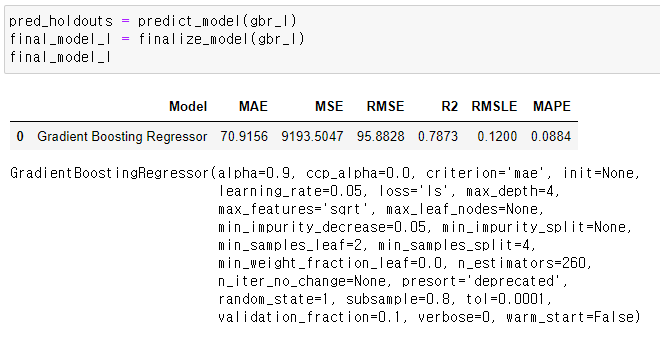 pred_holdouts = predict_model(gbr_l)
final_model_l = finalize_model(gbr_l)
final_model_l
Model MAE MSE RMSE R2 RMSLE MAPE
0 Gradient Boosting Regressor 70.9156 9193.5047 95.8828 0.7873 0.1200 0.0884
GradientBoostingRegressor(alpha=0.9, ccp_alpha=0.0, criterion='mae', init=None,
learning_rate=0.05, loss='ls', max_depth=4,
max_features='sqrt', max_leaf_nodes=None,
min_impurity_decrease=0.05, min_impurity_split=None,
min_samples_leaf=2, min_samples_split=4,
min_weight_fraction_leaf=0.0, n_estimators=260,
n_iter_no_change=None, presort='deprecated',
random_state=1, subsample=0.8, tol=0.0001,
validation_fraction=0.1, verbose=0, warm_start=False)